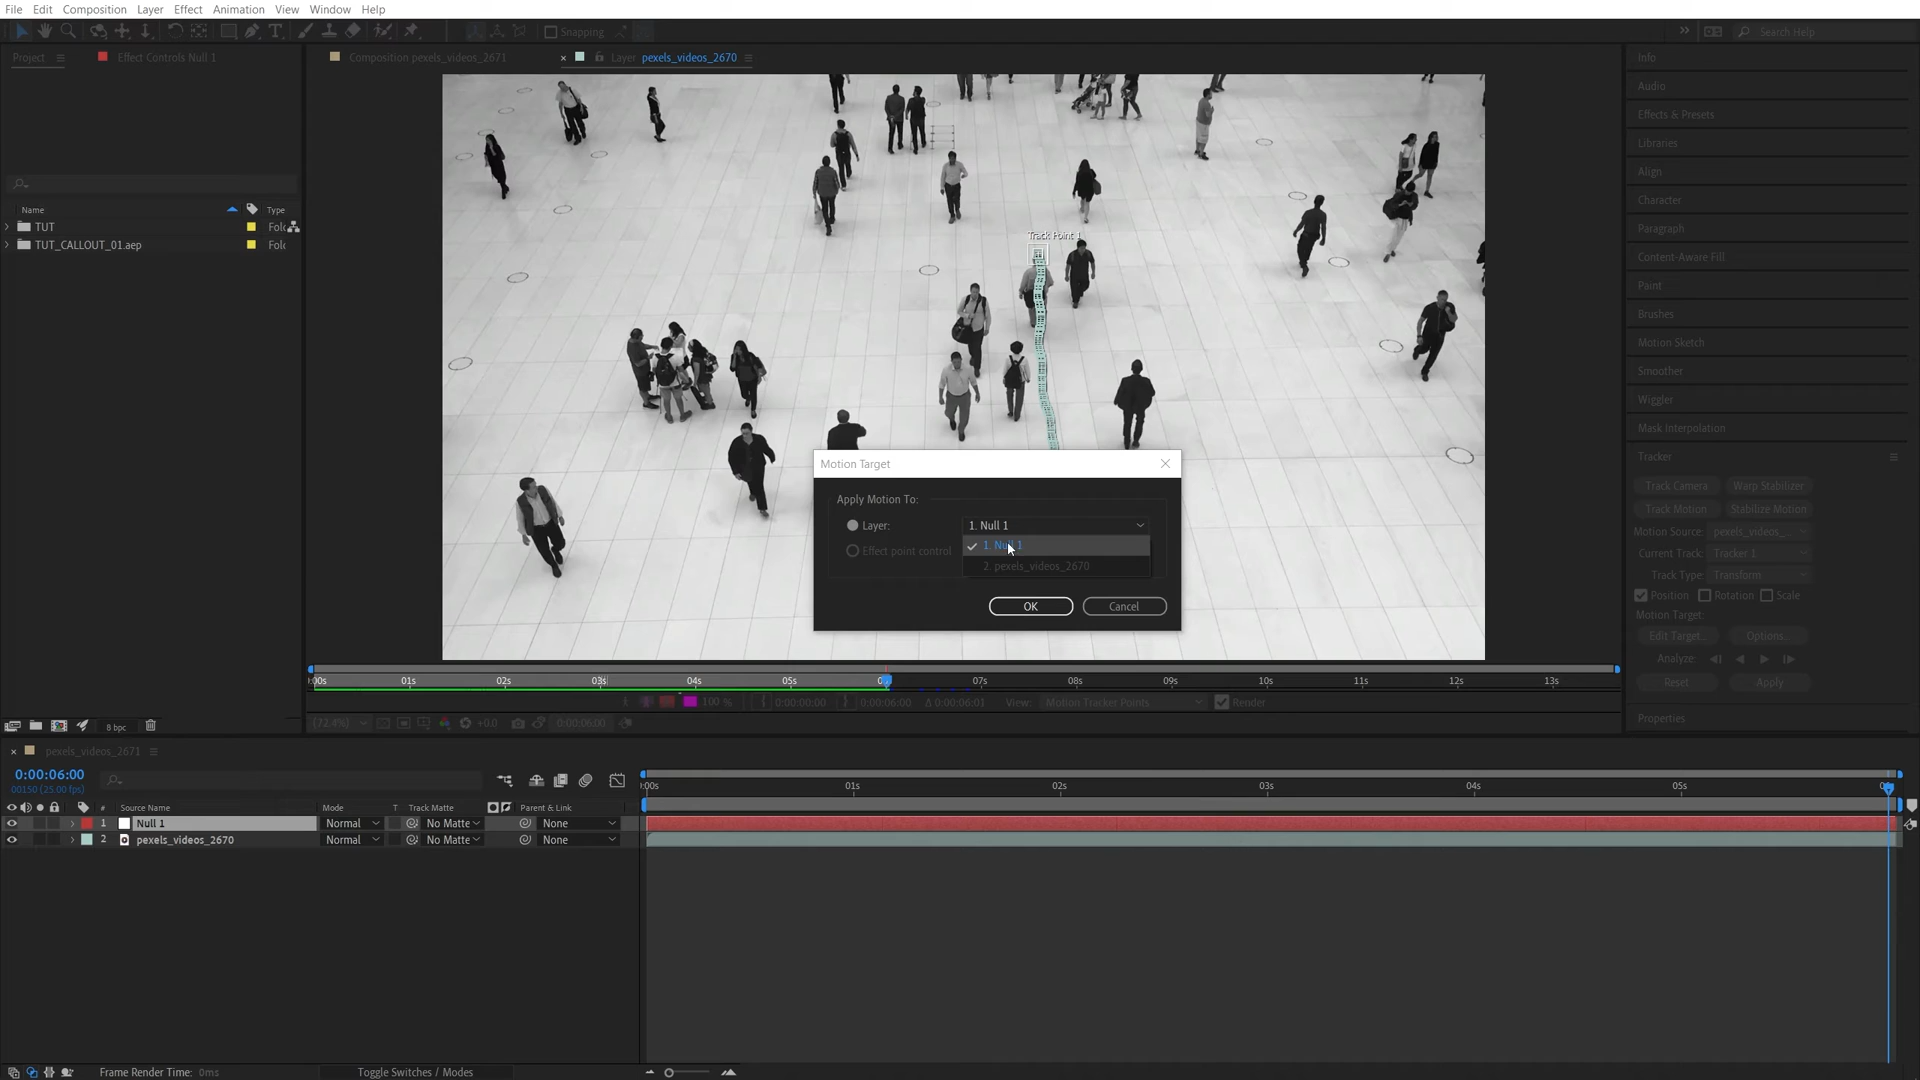 File Edit Composition Layer Effect Animation View Window Help
Snapping
Search Help
Project
Effect Controls Null 1
Composition pexels_videos_2671
Layer pexels_videos_2670
Name
Type
TUT
TUT_CALLOUT_01.aep
Track Point 1
Motion Target
Apply Motion To:
Layer:
1. Null 1
Effect point control
1. Null 1
2. pexels_videos_2670
OK
Cancel
Info
Audio
Effects & Presets
Libraries
Align
Character
Paragraph
Content-Aware Fill
Paint
Brushes
Motion Sketch
Smoother
Wiggler
Mask Interpolation
Tracker
Track Camera
Warp Stabilizer
Track Motion
Stabilize Motion
Motion Source: pexels_videos_...
Current Track: Tracker 1
Track Type: Transform
Position
Rotation
Scale
Motion Target:
Edit Target...
Options...
Analyze:
Reset
Apply
Properties
:00s 01s 02s 03s 04s 05s 07s 08s 09s 10s 11s 12s 13s
100 %
0:00:00:00
0:00:06:00
Δ 0:00:06:01
View: Motion Tracker Points
Render
(72.4%)
+0.0
0:00:06:00
8 bpc
pexels_videos_2671
0:00:06:00
00150 (25.00 fps)
# Source Name Mode T Track Matte Parent & Link
1 Null 1 Normal No Matte None
2 pexels_videos_2670 Normal No Matte None
:00s 01s 02s 03s 04s 05s
Frame Render Time: 0ms
Toggle Switches / Modes